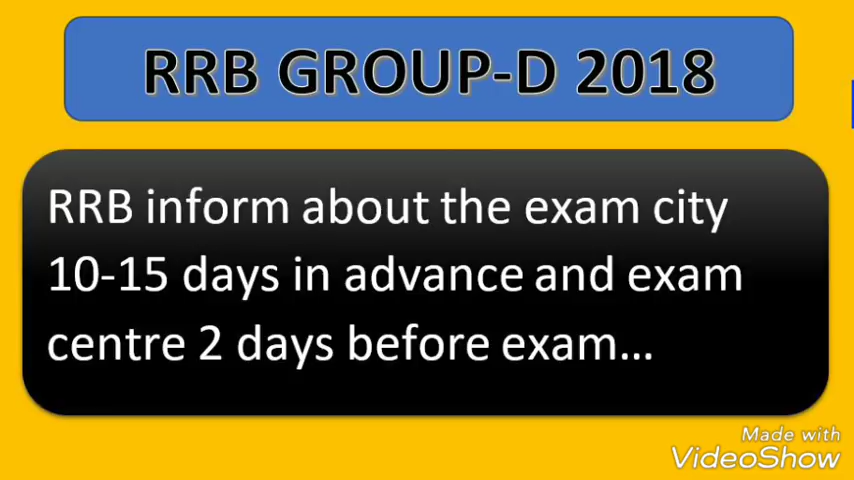 RRB GROUP-D 2018
RRB inform about the exam city
10-15 days in advance and exam
centre 2 days before exam...
Made with
VideoShow